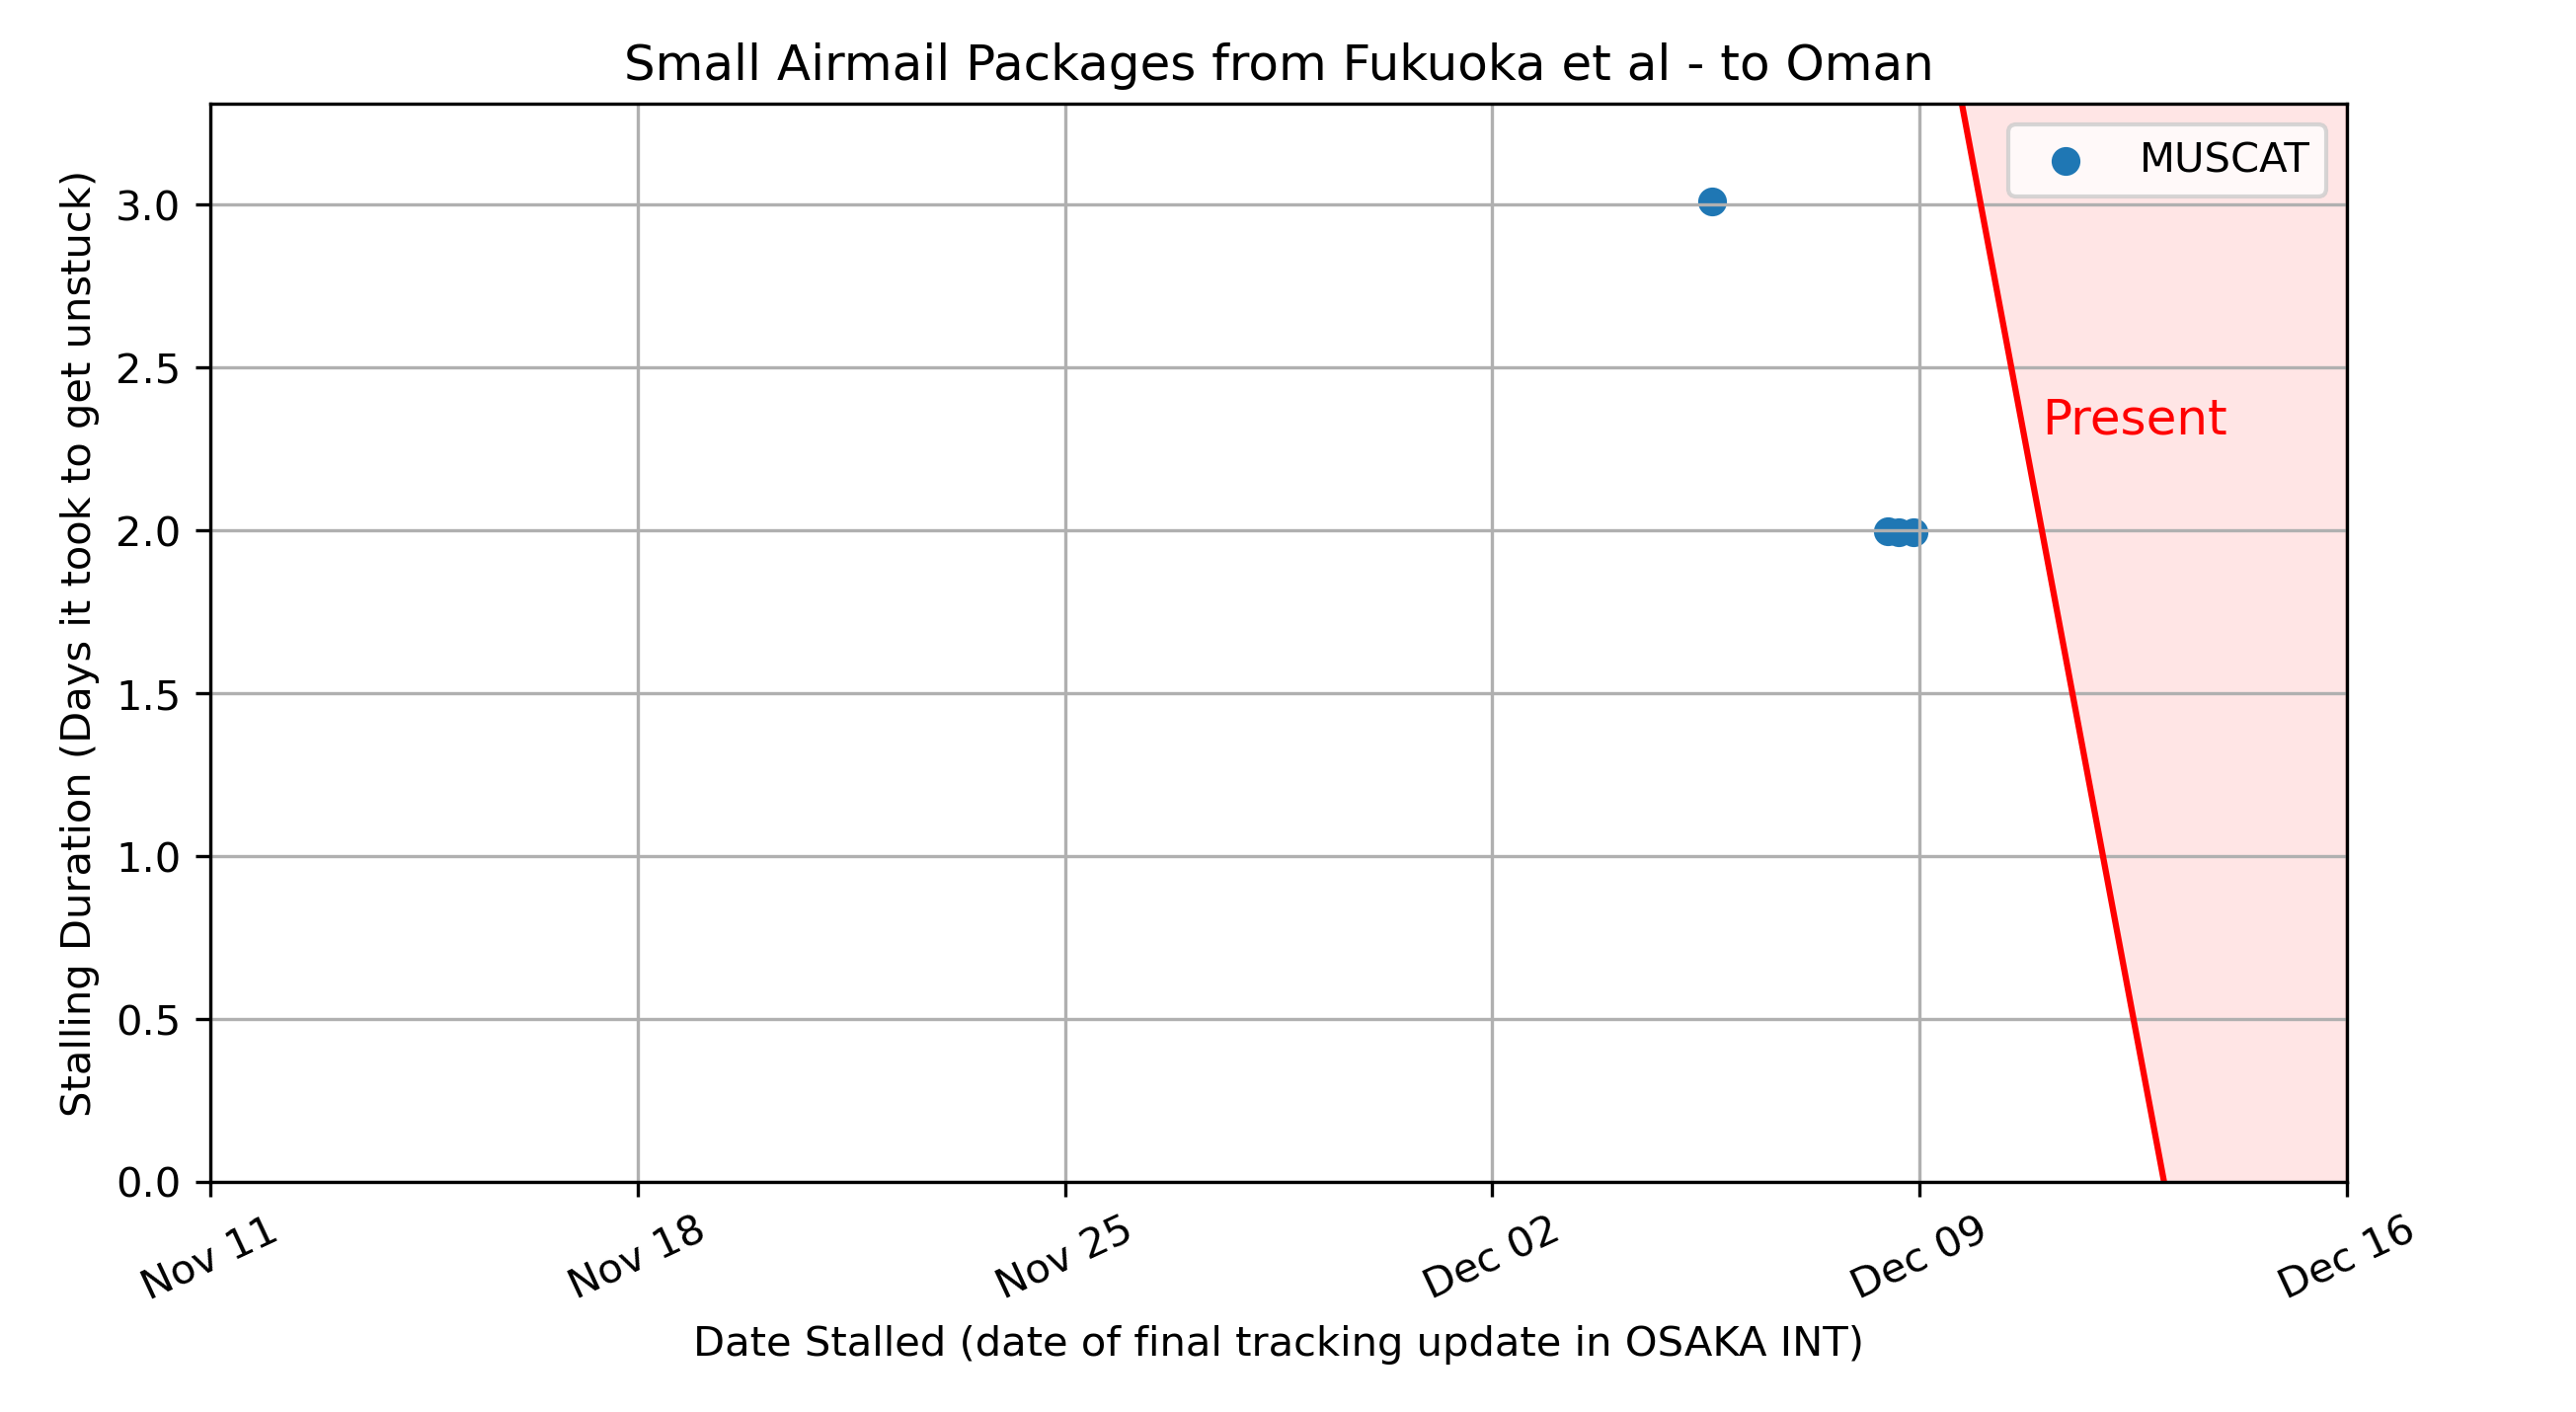 Small Airmail Packages from Fukuoka et al - to Oman
MUSCAT
Present
Stalling Duration (Days it took to get unstuck)
3.0
2.5
2.0
1.5
1.0
0.5
0.0
Nov 11
Nov 18
Nov 25
Dec 02
Dec 09
Dec 16
Date Stalled (date of final tracking update in OSAKA INT)